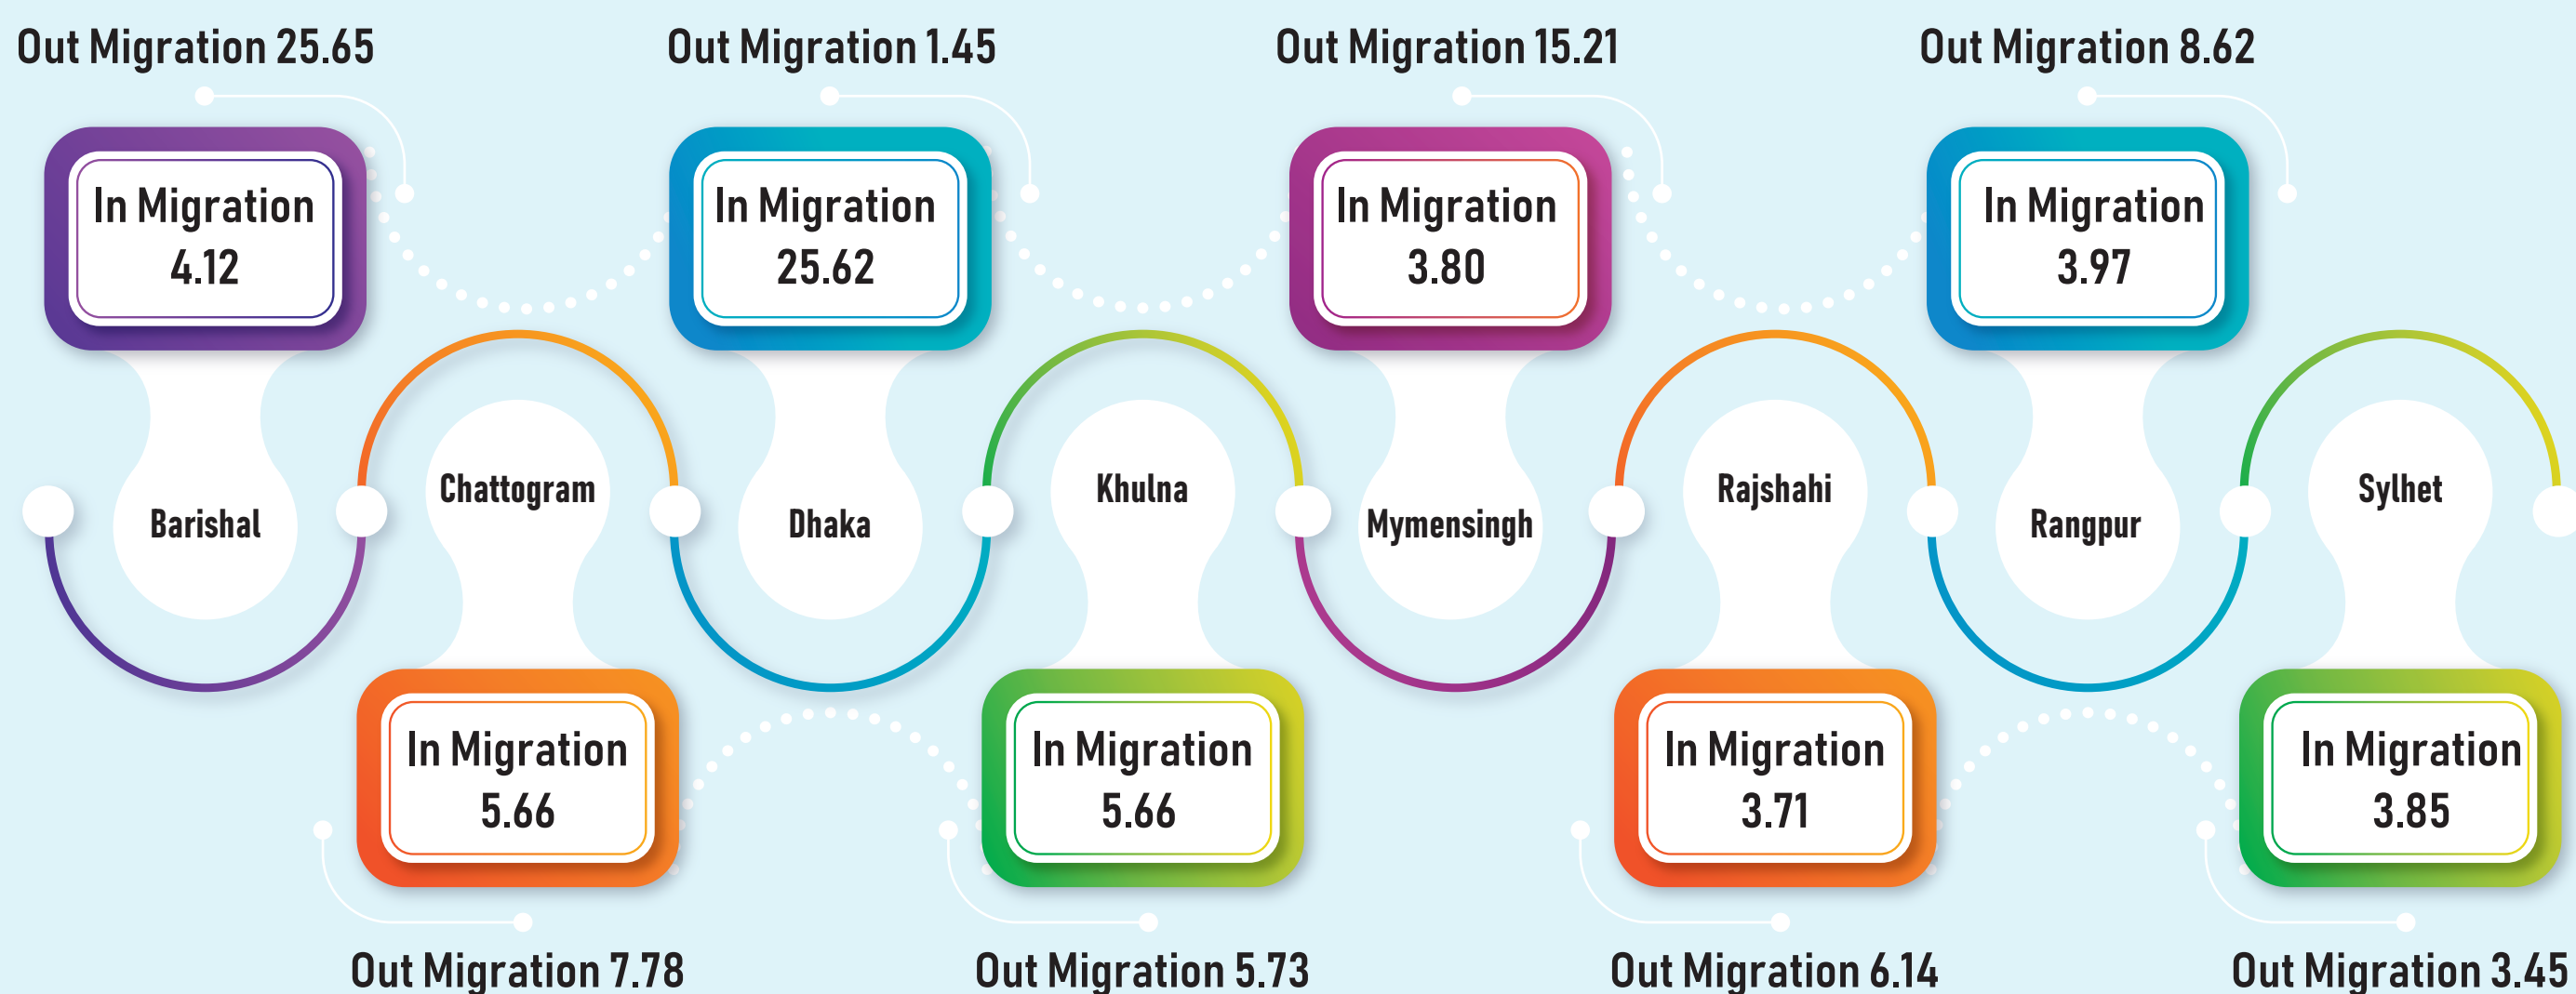 Out Migration 25.65
Out Migration 1.45
Out Migration 15.21
Out Migration 8.62
In Migration
4.12
In Migration
25.62
In Migration
3.80
In Migration
3.97
Barishal
Chattogram
Dhaka
Khulna
Mymensingh
Rajshahi
Rangpur
Sylhet
In Migration
5.66
In Migration
5.66
In Migration
3.71
In Migration
3.85
Out Migration 7.78
Out Migration 5.73
Out Migration 6.14
Out Migration 3.45